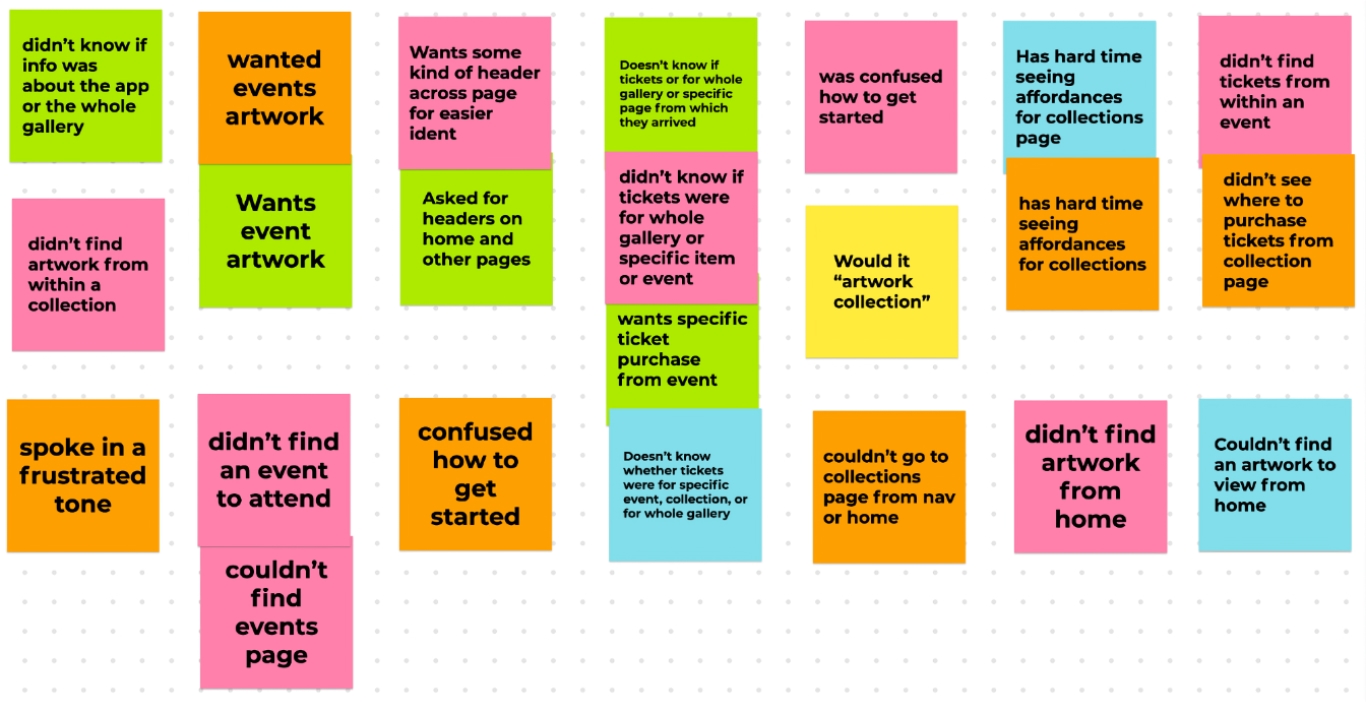 didn't know if
info was
about the app
or the whole
gallery
wanted
events
artwork
Wants some
kind of header
across page
for easier
ident
Doesn't know if
tickets or for whole
gallery or specific
page from which
they arrived
was confused
how to get
started
Has hard time
seeing
affordances
for collections
page
didn't find
tickets from
within an
event
didn't find
artwork from
within a
collection
Wants
event
artwork
Asked for
headers on
home and
other pages
didn't know if
tickets were
for whole
gallery or
specific item
or event
Would it
“artwork
collection”
has hard time
seeing
affordances
for collections
didn't see
where to
purchase
tickets from
collection
page
wants specific
ticket
purchase
from event
spoke in a
frustrated
tone
didn't find
an event
to attend
confused
how to
get
started
Doesn't know
whether tickets
were for specific
event, collection, or
for whole gallery
couldn't go to
collections
page from nav
or home
didn't find
artwork
from
home
Couldn't find
an artwork to
view from
home
couldn't
find
events
page